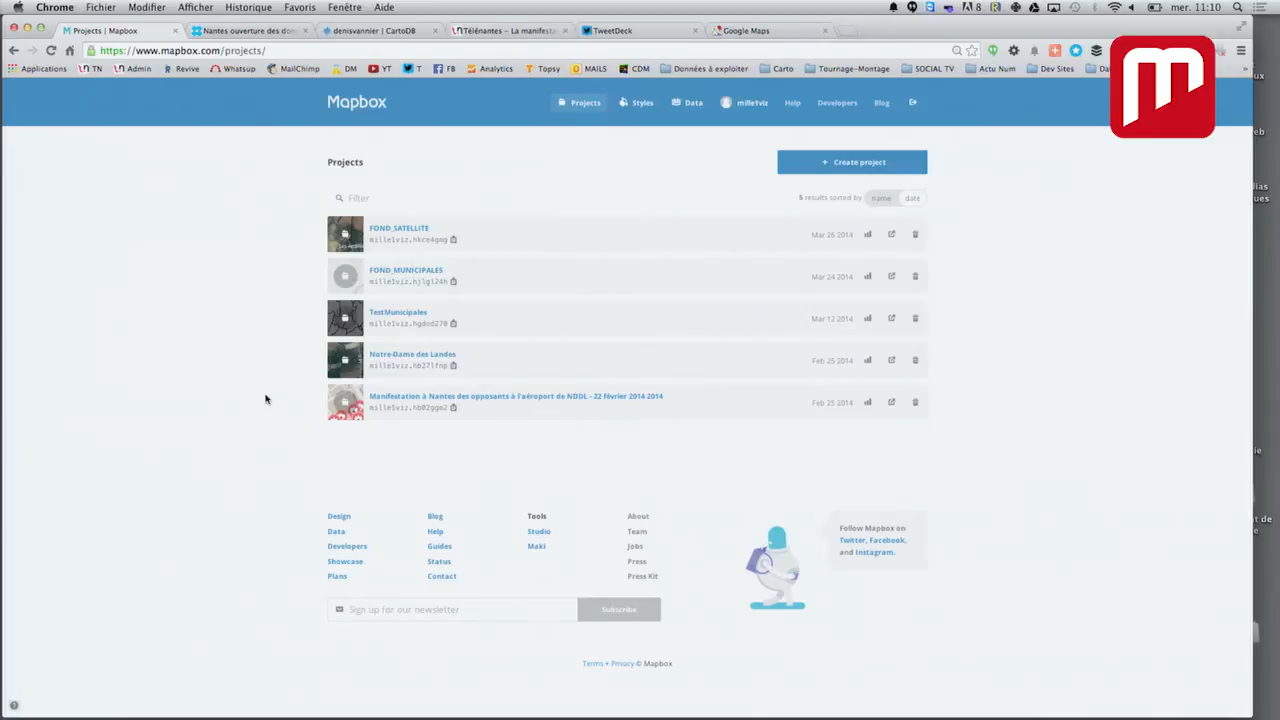 Chrome Fichier Modifier Afficher Historique Favoris Fenêtre Aide 8 mer. 11:10
Projects | Mapbox Nantes ouverture des don denisvannier | CartoDB Télénantes – La manifesta TweetDeck Google Maps
https://www.mapbox.com/projects/
Applications TN Admin Revive Whatsup MailChimp DM YT T FB Analytics Topsy MAILS CDM Données à exploiter Carto Tournage-Montage SOCIAL TV Actu Num Dev Sites
Mapbox Projects Styles Data mille1viz Help Developers Blog
Projects + Create project
Filter 5 results sorted by name date
FOND_SATELLITE
mille1viz.hkce4gmg Mar 26 2014
FOND_MUNICIPALES
mille1viz.hjlgl24h Mar 24 2014
TestMunicipales
mille1viz.hgdod270 Mar 12 2014
Notre-Dame des Landes
mille1viz.hb27lfnp Feb 25 2014
Manifestation à Nantes des opposants à l'aéroport de NDDL - 22 février 2014 2014
mille1viz.hb02ggm2 Feb 25 2014
Design Blog Tools About
Data Help Studio Team
Developers Guides Maki Jobs
Showcase Status Press
Plans Contact Press Kit
Follow Mapbox on
Twitter, Facebook,
and Instagram.
Sign up for our newsletter Subscribe
Terms • Privacy © Mapbox